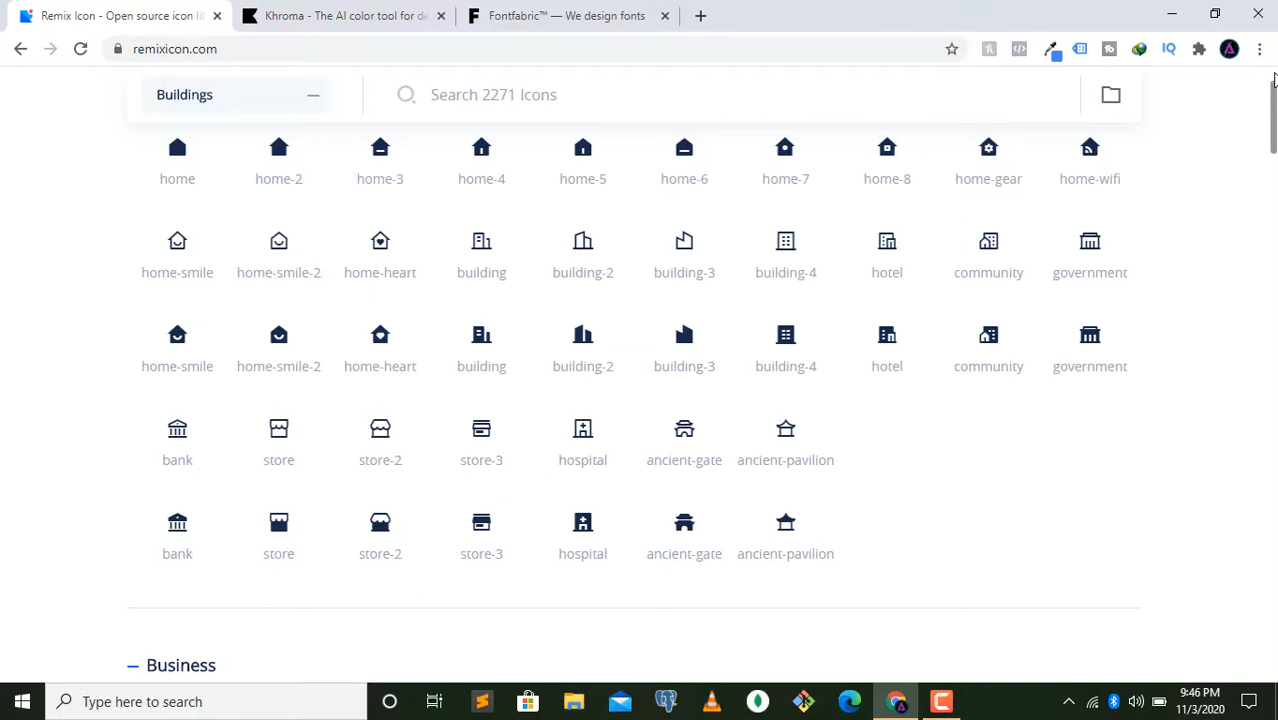 Remix Icon - Open source icon li
Khroma - The AI color tool for de
Fontfabric™ — We design fonts
remixicon.com
Buildings
Search 2271 Icons
home home-2 home-3 home-4 home-5 home-6 home-7 home-8 home-gear home-wifi
home-smile home-smile-2 home-heart building building-2 building-3 building-4 hotel community government
home-smile home-smile-2 home-heart building building-2 building-3 building-4 hotel community government
bank store store-2 store-3 hospital ancient-gate ancient-pavilion
bank store store-2 store-3 hospital ancient-gate ancient-pavilion
Business
Type here to search
9:46 PM
11/3/2020